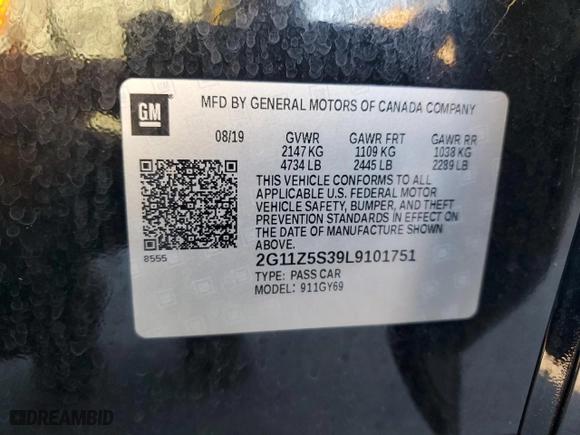 GM
MFD BY GENERAL MOTORS OF CANADA COMPANY
08/19 GVWR GAWR FRT GAWR RR
2147 KG 1109 KG 1038 KG
4734 LB 2445 LB 2289 LB
THIS VEHICLE CONFORMS TO ALL
APPLICABLE U.S. FEDERAL MOTOR
VEHICLE SAFETY, BUMPER, AND THEFT
PREVENTION STANDARDS IN EFFECT ON
THE DATE OF MANUFACTURE SHOWN
ABOVE.
8555
2G11Z5S39L9101751
TYPE: PASS CAR
MODEL: 911GY69
DREAMBID